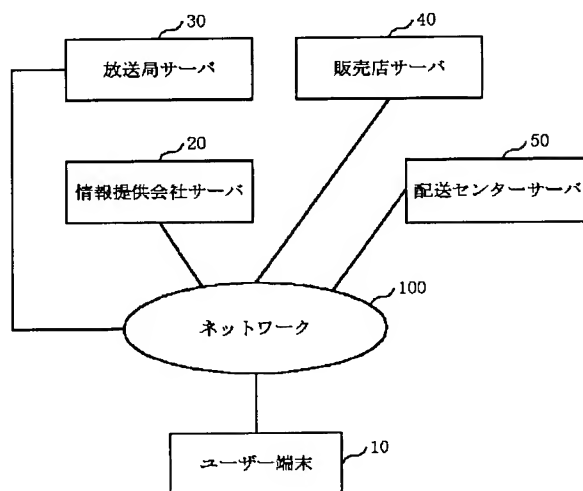 30
放送局サーバ
40
販売店サーバ
20
情報提供会社サーバ
50
配送センターサーバ
100
ネットワーク
10
ユーザー端末